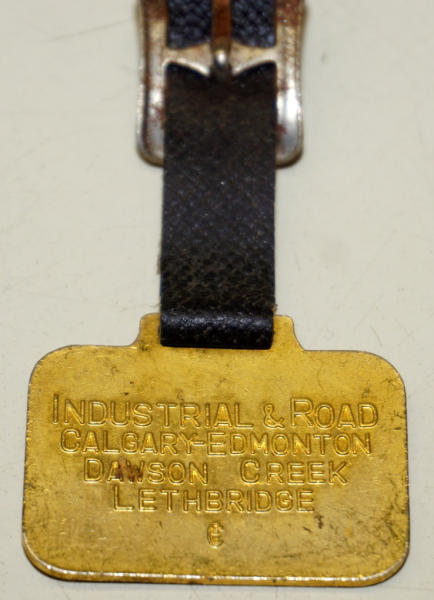 INDUSTRIAL & ROAD
CALGARY-EDMONTON
DAWSON CREEK
LETHBRIDGE